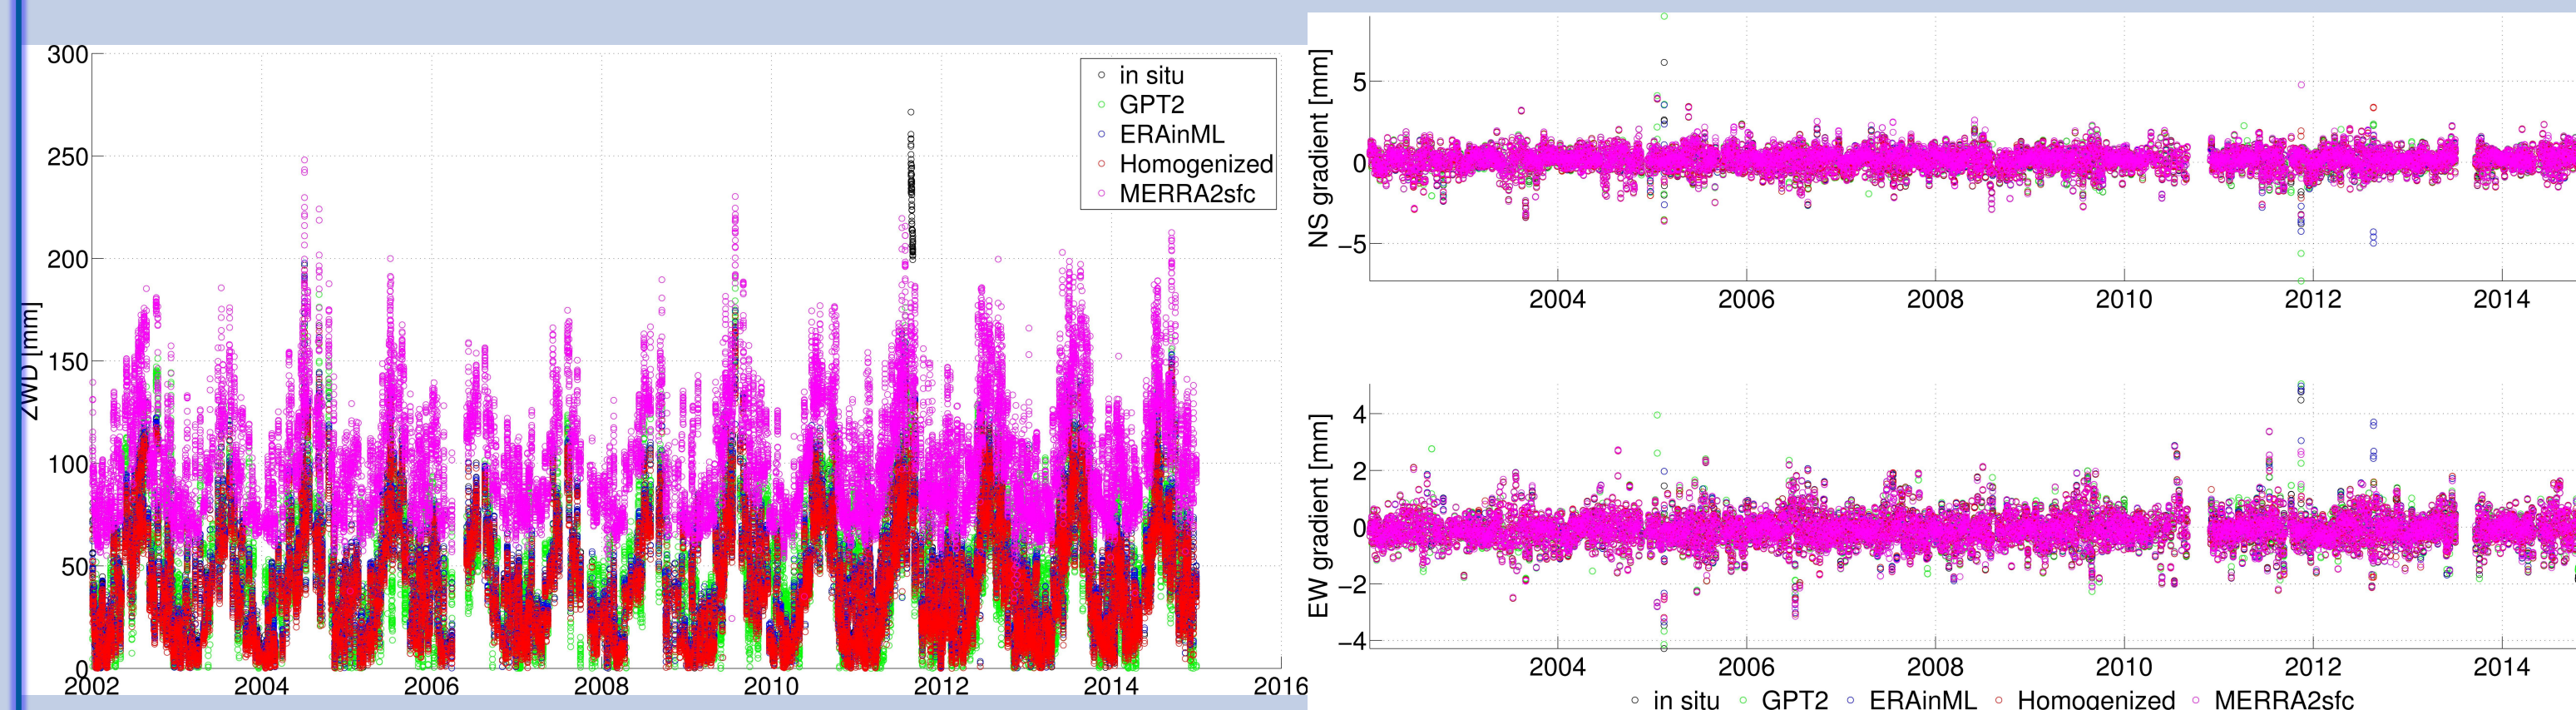 300
250
200
150
100
50
0
ZWD [mm]
2002 2004 2006 2008 2010 2012 2014 2016
in situ
GPT2
ERAinML
Homogenized
MERRA2sfc
NS gradient [mm]
5
0
−5
2004 2006 2008 2010 2012 2014
EW gradient [mm]
4
2
0
−2
−4
2004 2006 2008 2010 2012 2014
in situ GPT2 ERAinML Homogenized MERRA2sfc